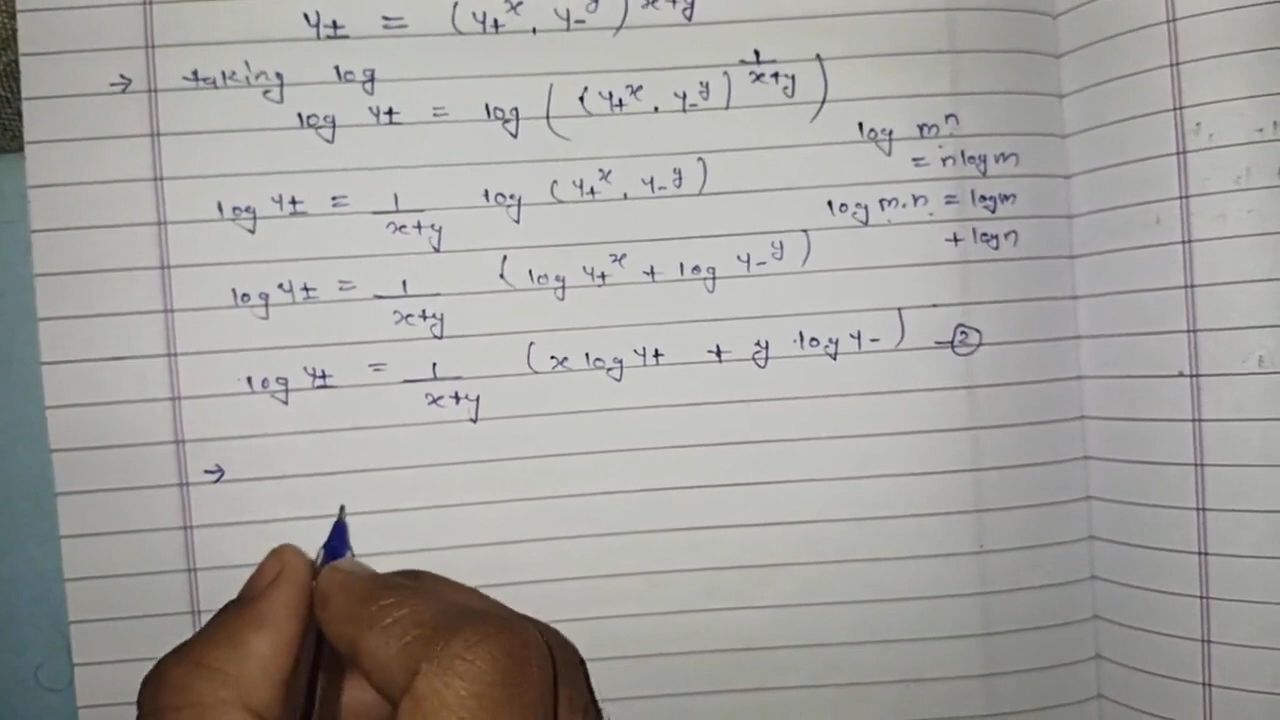 y± = (y+^x . y-^y)^x+y
→ taking log
log y± = log ((y+^x . y-^y)^1/x+y)
log m^n
= n log m
log y± = 1/x+y log (y+^x . y-^y)
log m.n = log m
+ log n
log y± = 1/x+y (log y+^x + log y-^y)
log y± = 1/x+y (x log y+ + y log y-) - ②
→